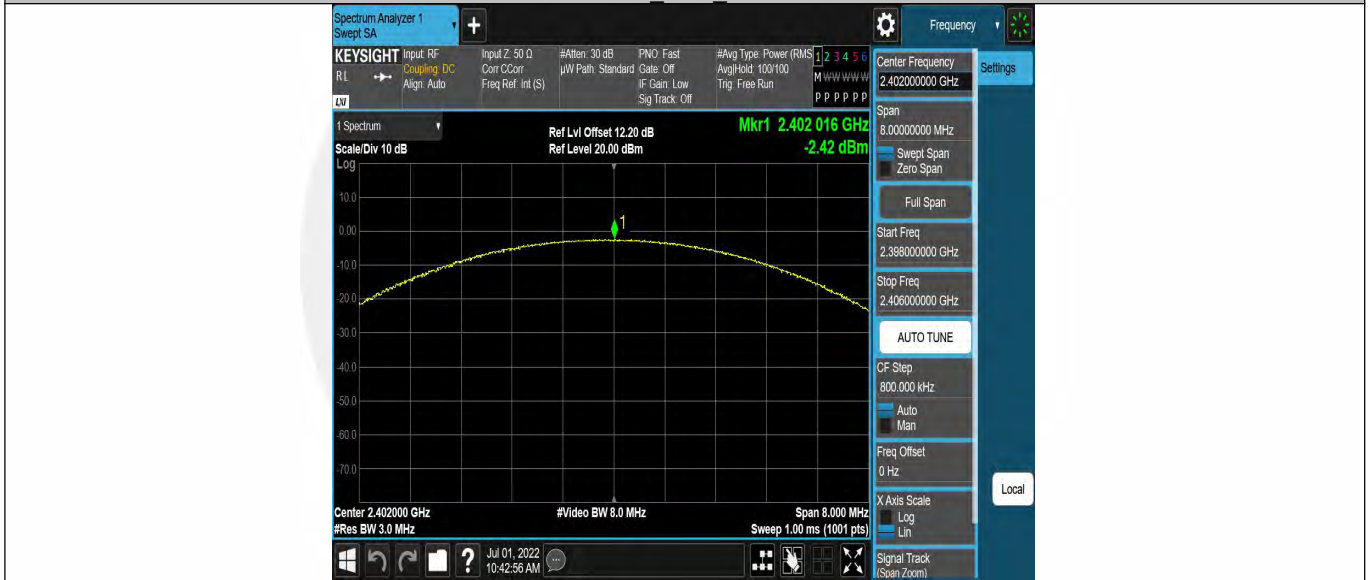 Spectrum Analyzer 1
Swept SA
+
Frequency
KEYSIGHT
RL
LXI
Input: RF
Coupling: DC
Align: Auto
Input Z: 50 Ω
Corr CCorr
Freq Ref: Int (S)
#Atten: 30 dB
µW Path: Standard
PNO: Fast
Gate: Off
IF Gain: Low
Sig Track: Off
#Avg Type: Power (RMS
Avg|Hold: 100/100
Trig: Free Run
1 2 3 4 5 6
M W W W W W
P P P P P P
1 Spectrum
Scale/Div 10 dB
Log
Ref Lvl Offset 12.20 dB
Ref Level 20.00 dBm
Mkr1 2.402 016 GHz
-2.42 dBm
10.0
0.00
-10.0
-20.0
-30.0
-40.0
-50.0
-60.0
-70.0
1
Center 2.402000 GHz
#Res BW 3.0 MHz
#Video BW 8.0 MHz
Span 8.000 MHz
Sweep 1.00 ms (1001 pts)
?
Jul 01, 2022
10:42:56 AM
Center Frequency
2.402000000 GHz
Span
8.00000000 MHz
Swept Span
Zero Span
Full Span
Start Freq
2.398000000 GHz
Stop Freq
2.406000000 GHz
AUTO TUNE
CF Step
800.000 kHz
Auto
Man
Freq Offset
0 Hz
X Axis Scale
Log
Lin
Signal Track
(Span Zoom)
Settings
Local